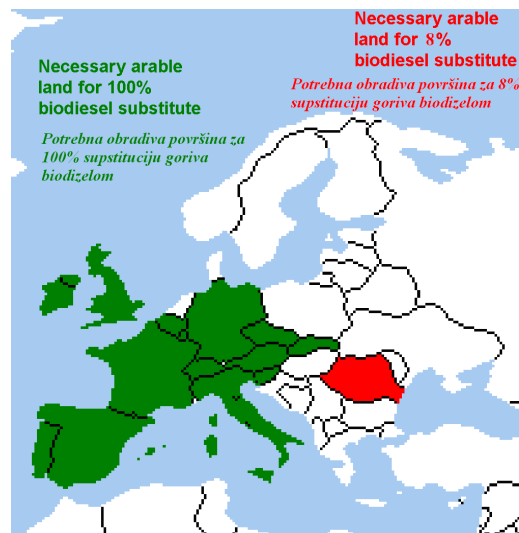 Necessary arable
land for 8%
biodiesel substitute
Potrebna obradiva površina za 8%
supstituciju goriva biodizelom
Necessary arable
land for 100%
biodiesel substitute
Potrebna obradiva površina za
100% supstituciju goriva
biodizelom